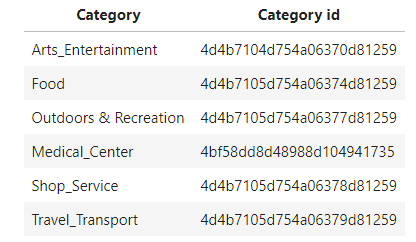 Category Category id
Arts_Entertainment 4d4b7104d754a06370d81259
Food 4d4b7105d754a06374d81259
Outdoors & Recreation 4d4b7105d754a06377d81259
Medical_Center 4bf58dd8d48988d104941735
Shop_Service 4d4b7105d754a06378d81259
Travel_Transport 4d4b7105d754a06379d81259